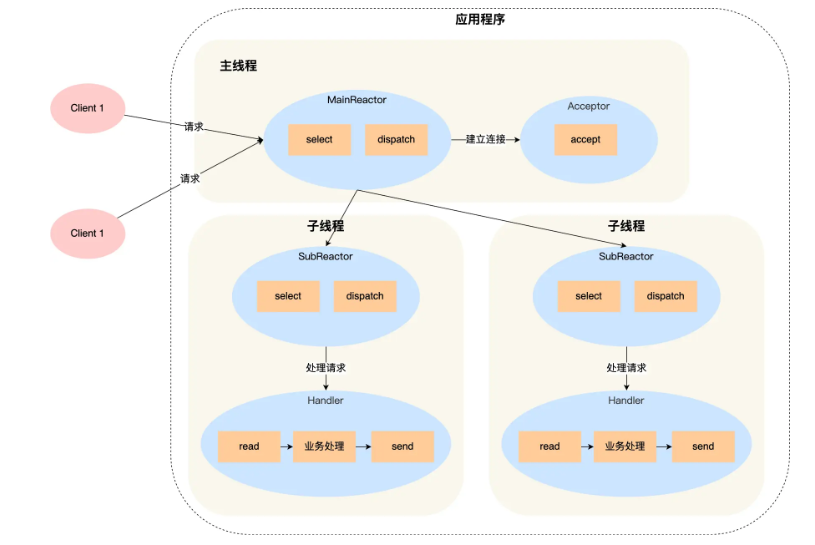 应用程序
主线程
Client 1
请求
MainReactor
select
dispatch
建立连接
Acceptor
accept
请求
Client 1
子线程
SubReactor
select
dispatch
处理请求
Handler
read
业务处理
send
子线程
SubReactor
select
dispatch
处理请求
Handler
read
业务处理
send